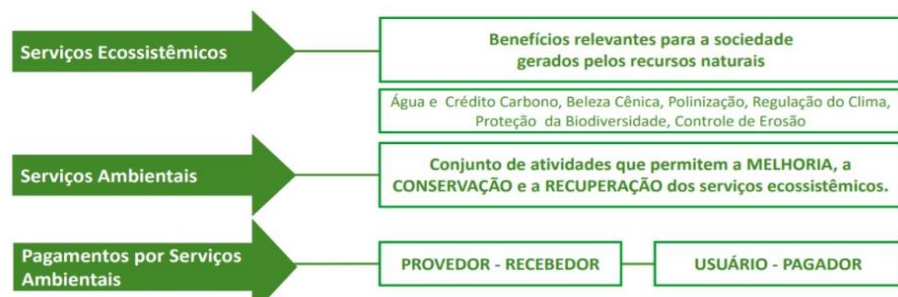 Serviços Ecossistêmicos
Benefícios relevantes para a sociedade
gerados pelos recursos naturais
Água e Crédito Carbono, Beleza Cênica, Polinização, Regulação do Clima,
Proteção da Biodiversidade, Controle de Erosão
Serviços Ambientais
Conjunto de atividades que permitem a MELHORIA, a
CONSERVAÇÃO e a RECUPERAÇÃO dos serviços ecossistêmicos.
Pagamentos por Serviços
Ambientais
PROVEDOR - RECEBEDOR
USUÁRIO - PAGADOR